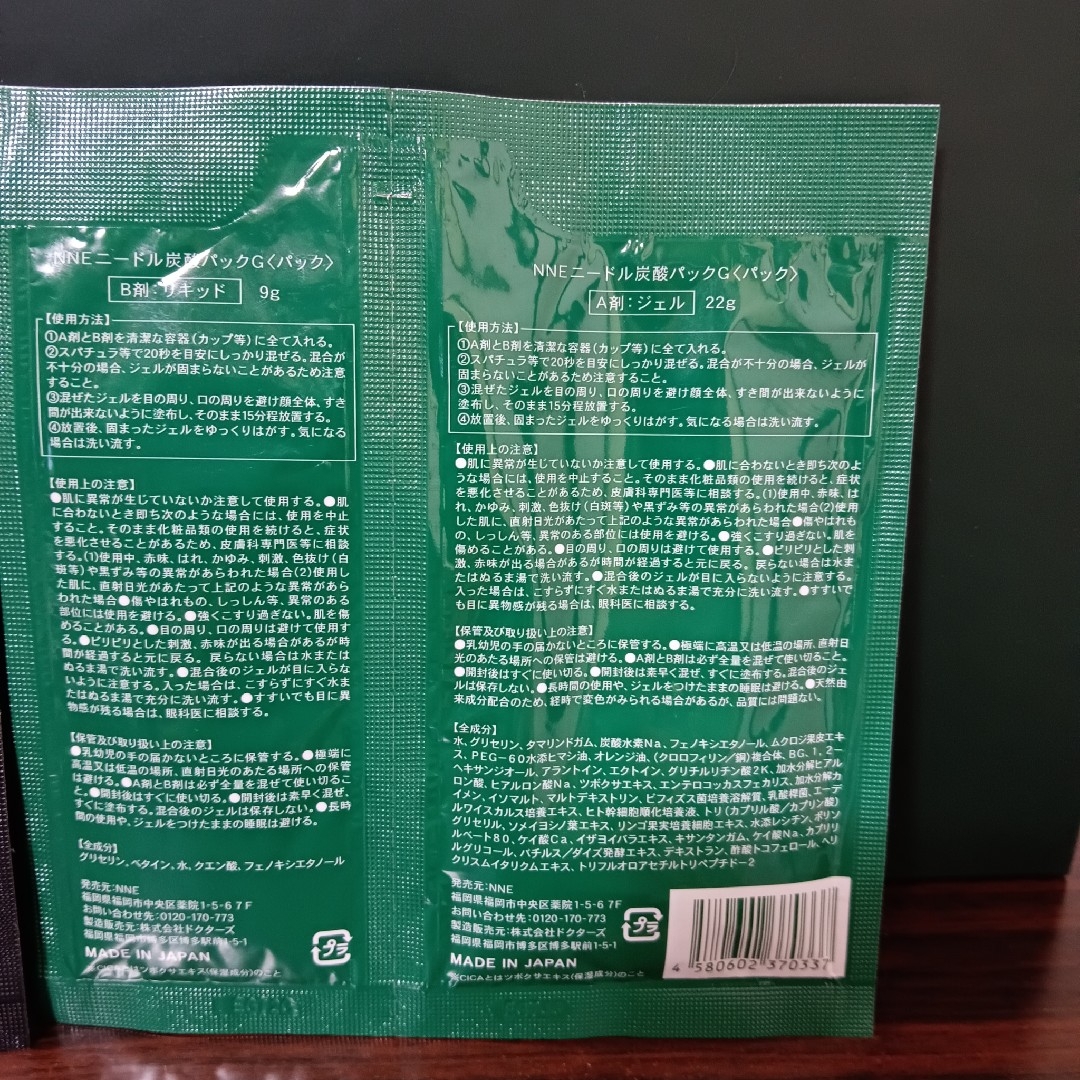 NNEニードル炭酸パックG〈パック〉
B剤:リキッド 9g
【使用方法】
①A剤とB剤を清潔な容器(カップ等)に全て入れる。
②スパチュラ等で20秒を目安にしっかり混ぜる。混合が
不十分の場合、ジェルが固まらないことがあるため注意
すること。
③混ぜたジェルを目の周り、口の周りを避け顔全体、すき
間が出来ないように塗布し、そのまま15分程放置する。
④放置後、固まったジェルをゆっくりはがす。気になる
場合は洗い流す。
【使用上の注意】
●肌に異常が生じていないか注意して使用する。●肌
に合わないとき即ち次のような場合には、使用を中止
すること。そのまま化粧品類の使用を続けると、症状
を悪化させることがあるため、皮膚科専門医等に相談
する。(1)使用中、赤味、はれ、かゆみ、刺激、色抜け(白
斑等)や黒ずみ等の異常があらわれた場合(2)使用し
た肌に、直射日光があたって上記のような異常があら
われた場合●傷やはれもの、しっしん等、異常のある
部位には使用を避ける。●強くこすり過ぎない。肌を傷
めることがある。●目の周り、口の周りは避けて使用す
る。●ピリピリとした刺激、赤味が出る場合があるが時
間が経過すると元に戻る。戻らない場合は水または
ぬるま湯で洗い流す。●混合後のジェルが目に入らな
いように注意する。入った場合は、こすらずにすぐ水ま
たはぬるま湯で充分に洗い流す。●すすいでも目に異
物感が残る場合は、眼科医に相談する。
【保管及び取り扱い上の注意】
●乳幼児の手の届かないところに保管する。●極端に
高温又は低温の場所、直射日光のあたる場所への保管
は避ける。●A剤とB剤は必ず全量を混ぜて使い切るこ
と。●開封後はすぐに使い切る。●開封後は素早く混ぜ、
すぐに塗布する。混合後のジェルは保存しない。●長時
間の使用や、ジェルをつけたままの睡眠は避ける。
【全成分】
グリセリン、ベタイン、水、クエン酸、フェノキシエタノール
発売元:NNE
福岡県福岡市中央区薬院1-5-6 7F
お問い合わせ先:0120-170-773
製造販売元:株式会社ドクターズ
福岡県福岡市博多区博多駅前1-5-1
MADE IN JAPAN
プラ
※CICAとはツボクサエキス(保湿成分)のこと
NNEニードル炭酸パックG〈パック〉
A剤:ジェル 22g
【使用方法】
①A剤とB剤を清潔な容器(カップ等)に全て入れる。
②スパチュラ等で20秒を目安にしっかり混ぜる。混合が不十分の場合、ジェルが
固まらないことがあるため注意すること。
③混ぜたジェルを目の周り、口の周りを避け顔全体、すき間が出来ないように
塗布し、そのまま15分程放置する。
④放置後、固まったジェルをゆっくりはがす。気になる場合は洗い流す。
【使用上の注意】
●肌に異常が生じていないか注意して使用する。●肌に合わないとき即ち次のよ
うな場合には、使用を中止すること。そのまま化粧品類の使用を続けると、症状
を悪化させることがあるため、皮膚科専門医等に相談する。(1)使用中、赤味、は
れ、かゆみ、刺激、色抜け(白斑等)や黒ずみ等の異常があらわれた場合(2)使用
した肌に、直射日光があたって上記のような異常があらわれた場合●傷やはれも
の、しっしん等、異常のある部位には使用を避ける。●強くこすり過ぎない。肌を
傷めることがある。●目の周り、口の周りは避けて使用する。●ピリピリとした刺
激、赤味が出る場合があるが時間が経過すると元に戻る。戻らない場合は水ま
たはぬるま湯で洗い流す。●混合後のジェルが目に入らないように注意する。
入った場合は、こすらずにすぐ水またはぬるま湯で充分に洗い流す。●すすいで
も目に異物感が残る場合は、眼科医に相談する。
【保管及び取り扱い上の注意】
●乳幼児の手の届かないところに保管する。●極端に高温又は低温の場所、直射日
光のあたる場所への保管は避ける。●A剤とB剤は必ず全量を混ぜて使い切ること。
●開封後はすぐに使い切る。●開封後は素早く混ぜ、すぐに塗布する。混合後のジェ
ルは保存しない。●長時間の使用や、ジェルをつけたままの睡眠は避ける。●天然由
来成分配合のため、経時で変色がみられる場合があるが、品質には問題ない。
【全成分】
水、グリセリン、タマリンドガム、炭酸水素Na、フェノキシエタノール、ムクロジ果皮エキ
ス、PEG-60水添ヒマシ油、オレンジ油、(クロロフィリン/銅)複合体、BG、1,2-
ヘキサンジオール、アラントイン、エクトイン、グリチルリチン酸2K、加水分解ヒアル
ロン酸、ヒアルロン酸Na、ツボクサエキス、エンテロコッカスフェカリス、加水分解カ
イメン、イソマルト、マルトデキストリン、ビフィズス菌培養溶解質、乳酸桿菌、エーデ
ルワイスカルス培養エキス、ヒト幹細胞順化培養液、トリ(カプリル酸/カプリン酸)
グリセリル、ソメイヨシノ葉エキス、リンゴ果実培養細胞エキス、水添レシチン、ポリソ
ルベート80、ケイ酸Ca、イザヨイバラエキス、キサンタンガム、ケイ酸Na、カプリリ
ルグリコール、バチルス/ダイズ発酵エキス、デキストラン、酢酸トコフェロール、ヘリ
クリスムイタリクムエキス、トリフルオロアセチルトリペプチド-2
発売元:NNE
福岡県福岡市中央区薬院1-5-6 7F
お問い合わせ先:0120-170-773
製造販売元:株式会社ドクターズ
福岡県福岡市博多区博多駅前1-5-1
MADE IN JAPAN
プラ
※CICAとはツボクサエキス(保湿成分)のこと
4 580602 370337